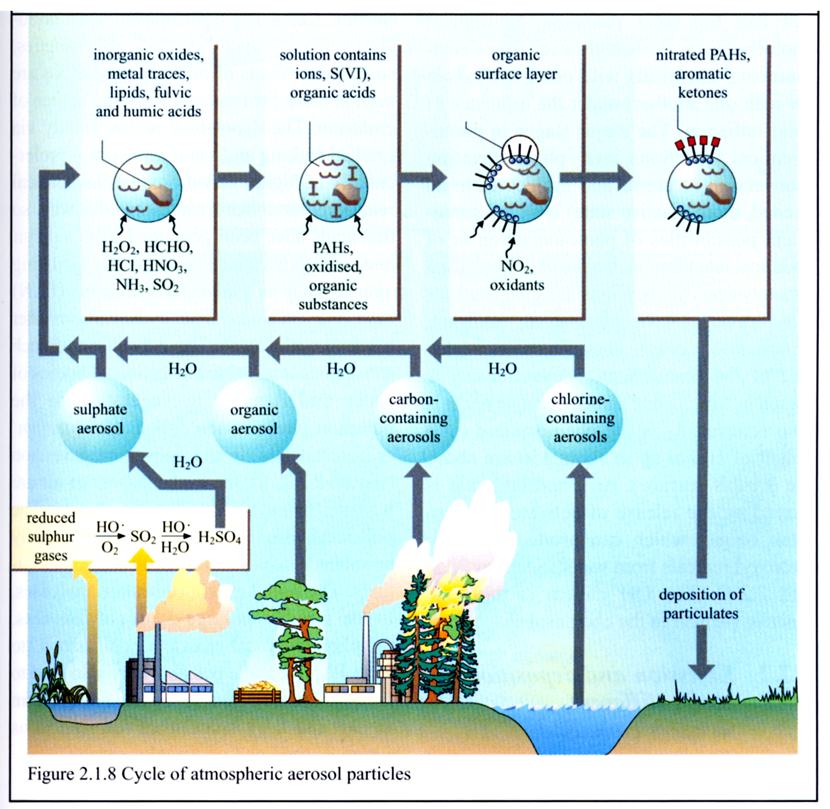 inorganic oxides,
metal traces,
lipids, fulvic
and humic acids
solution contains
ions, S(VI),
organic acids
organic
surface layer
nitrated PAHs,
aromatic
ketones
H₂O₂, HCHO,
HCl, HNO₃,
NH₃, SO₂
PAHs,
oxidised,
organic
substances
NO₂,
oxidants
H₂O
H₂O
H₂O
sulphate
aerosol
organic
aerosol
carbon-
containing
aerosols
chlorine-
containing
aerosols
H₂O
reduced
sulphur
gases
HO·
O₂
SO₂
HO·
H₂O
H₂SO₄
deposition of
particulates
Figure 2.1.8 Cycle of atmospheric aerosol particles